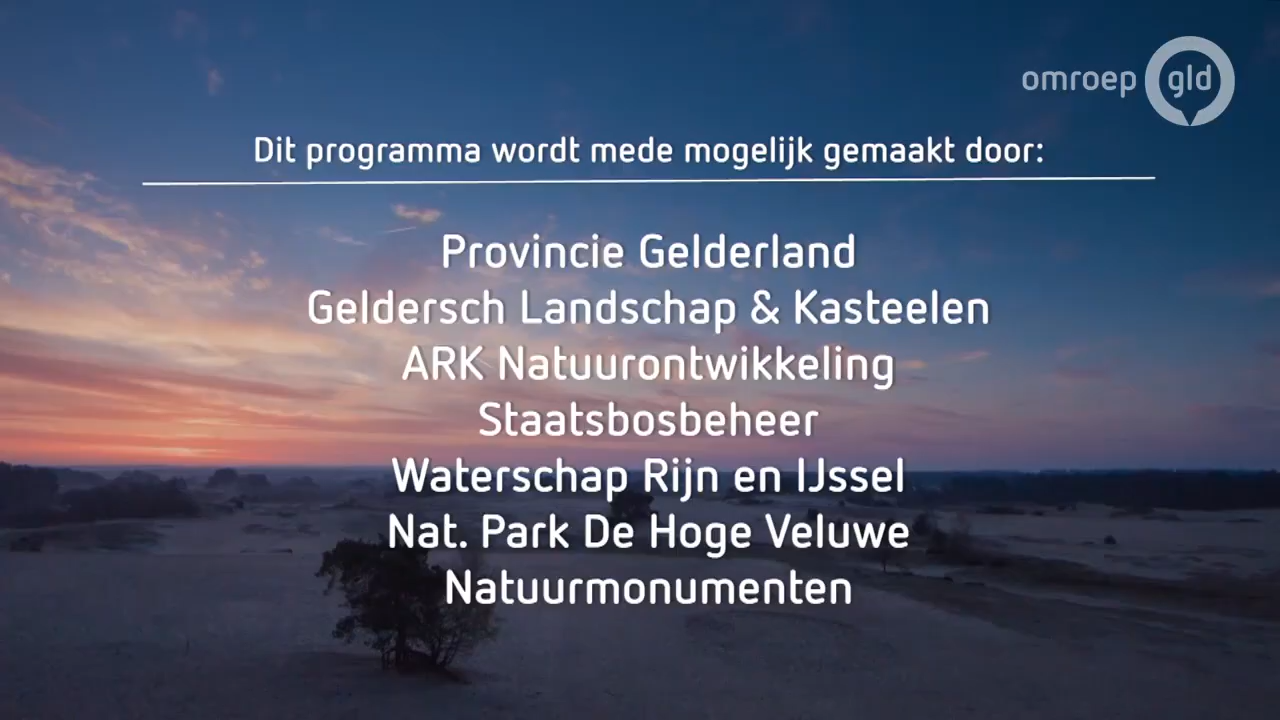 omroep gld
Dit programma wordt mede mogelijk gemaakt door:
Provincie Gelderland
Geldersch Landschap & Kasteelen
ARK Natuurontwikkeling
Staatsbosbeheer
Waterschap Rijn en IJssel
Nat. Park De Hoge Veluwe
Natuurmonumenten